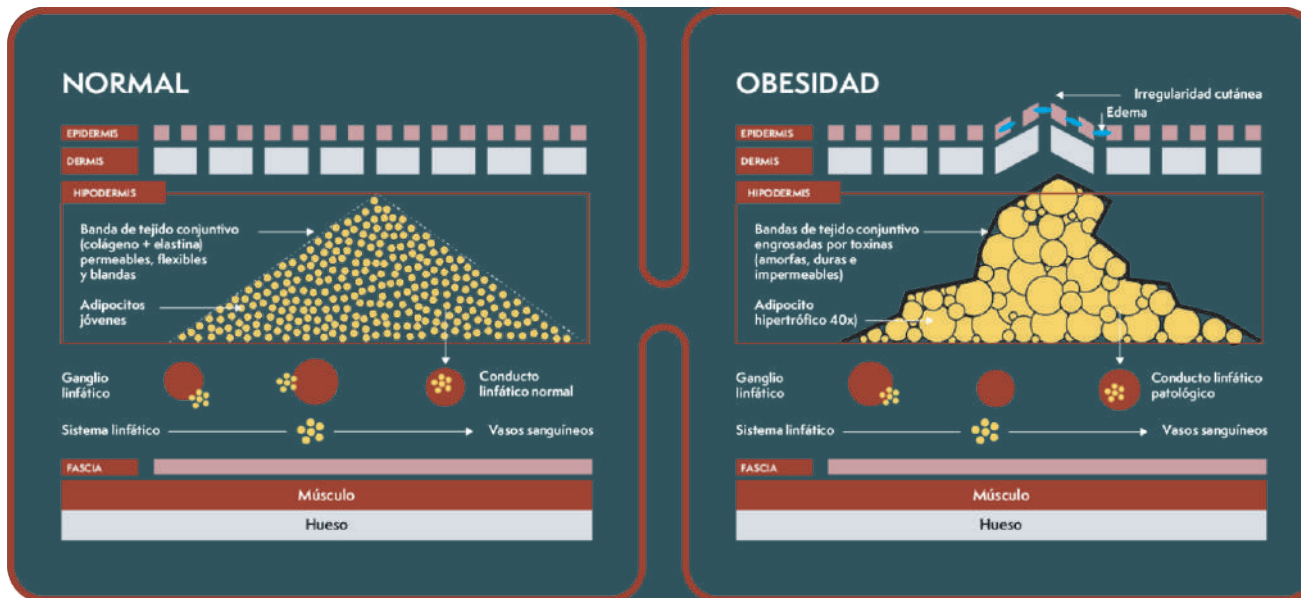 NORMAL
EPIDERMIS
DERMIS
HIPODERMIS
Banda de tejido conjuntivo
(colágeno + elastina)
permeables, flexibles
y blandas
Adipocitos
jóvenes
Ganglio
linfático
Conducto
linfático normal
Sistema linfático
Vasos sanguíneos
FASCIA
Músculo
Hueso
OBESIDAD
Irregularidad cutánea
Edema
EPIDERMIS
DERMIS
HIPODERMIS
Bandas de tejido conjuntivo
engrosadas por toxinas
(amorfas, duras e
impermeables)
Adipocito
hipertrófico 40x)
Ganglio
linfático
Conducto linfático
patológico
Sistema linfático
Vasos sanguíneos
FASCIA
Músculo
Hueso